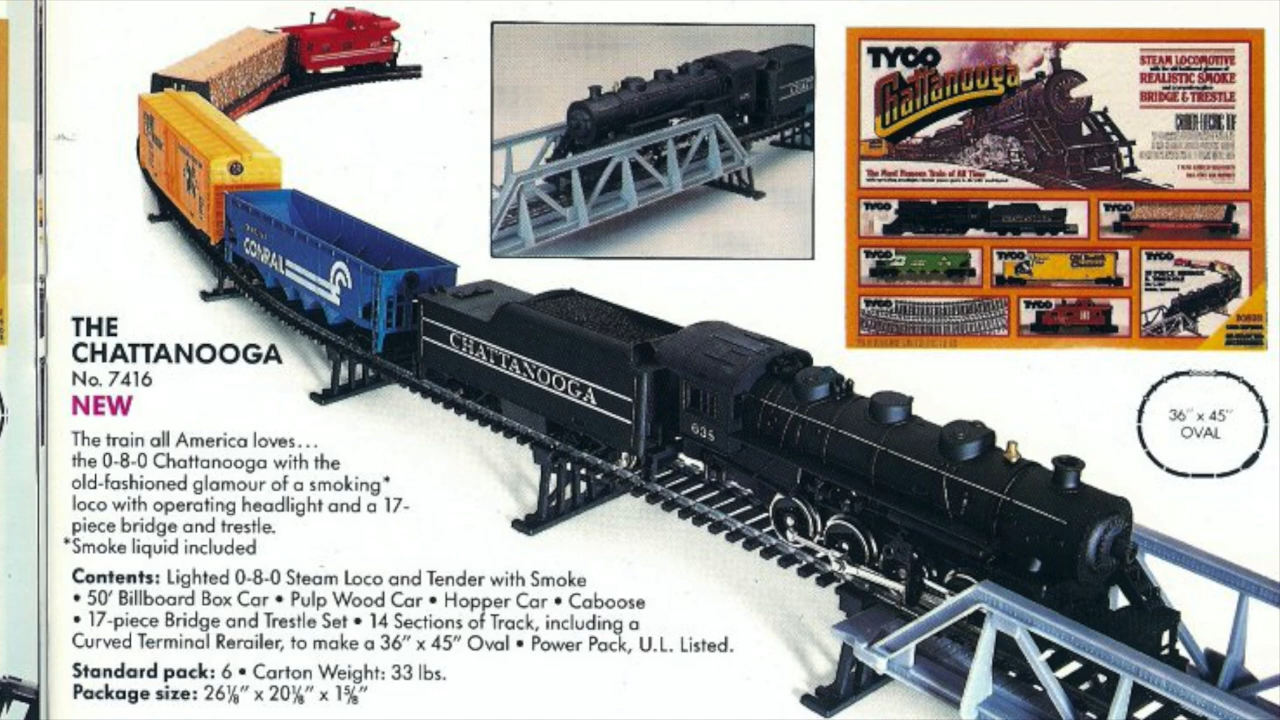 THE
CHATTANOOGA
No. 7416
NEW
The train all America loves...
the 0-8-0 Chattanooga with the
old-fashioned glamour of a smoking*
loco with operating headlight and a 17-
piece bridge and trestle.
*Smoke liquid included
Contents: Lighted 0-8-0 Steam Loco and Tender with Smoke
• 50' Billboard Box Car • Pulp Wood Car • Hopper Car • Caboose
• 17-piece Bridge and Trestle Set • 14 Sections of Track, including a
Curved Terminal Rerailer, to make a 36" x 45" Oval • Power Pack, U.L. Listed.
Standard pack: 6 • Carton Weight: 33 lbs.
Package size: 26⅛" x 20⅛" x 1⅝"
CONRAIL
CHATTANOOGA
638
TYCO
Chattanooga
STEAM LOCOMOTIVE
REALISTIC SMOKE
BRIDGE & TRESTLE
The Most Famous Train of All Time
TYCO
TYCO
TYCO
TYCO
TYCO
TYCO
TYCO
36" x 45"
OVAL